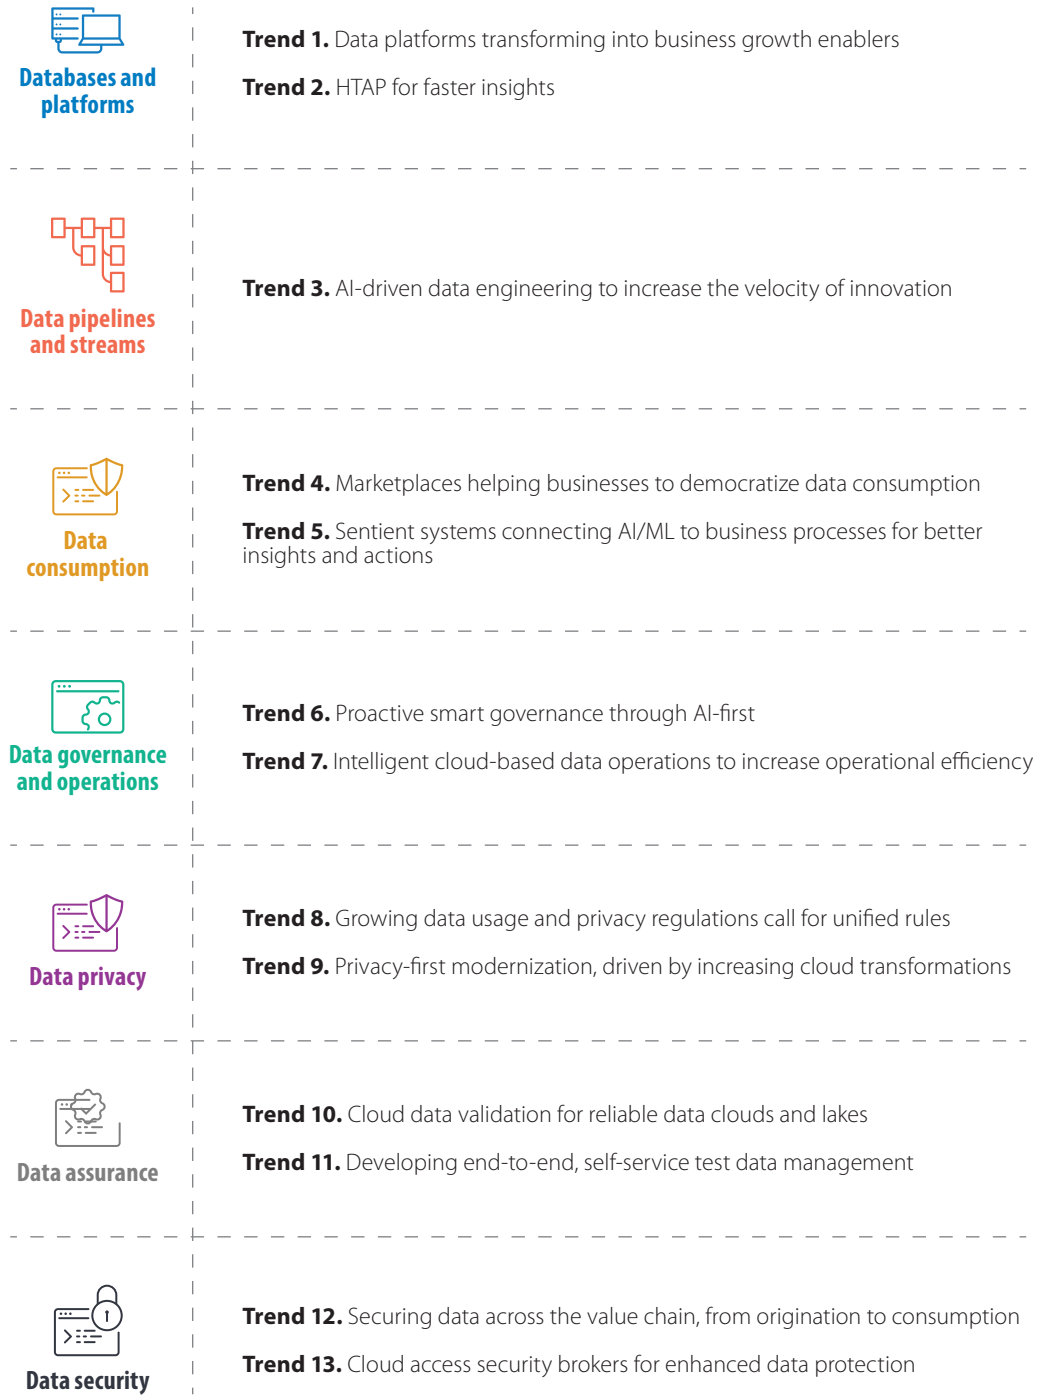 Databases and
platforms
Trend 1. Data platforms transforming into business growth enablers
Trend 2. HTAP for faster insights
Data pipelines
and streams
Trend 3. AI-driven data engineering to increase the velocity of innovation
Data
consumption
Trend 4. Marketplaces helping businesses to democratize data consumption
Trend 5. Sentient systems connecting AI/ML to business processes for better
insights and actions
Data governance
and operations
Trend 6. Proactive smart governance through AI-first
Trend 7. Intelligent cloud-based data operations to increase operational efficiency
Data privacy
Trend 8. Growing data usage and privacy regulations call for unified rules
Trend 9. Privacy-first modernization, driven by increasing cloud transformations
Data assurance
Trend 10. Cloud data validation for reliable data clouds and lakes
Trend 11. Developing end-to-end, self-service test data management
Data security
Trend 12. Securing data across the value chain, from origination to consumption
Trend 13. Cloud access security brokers for enhanced data protection